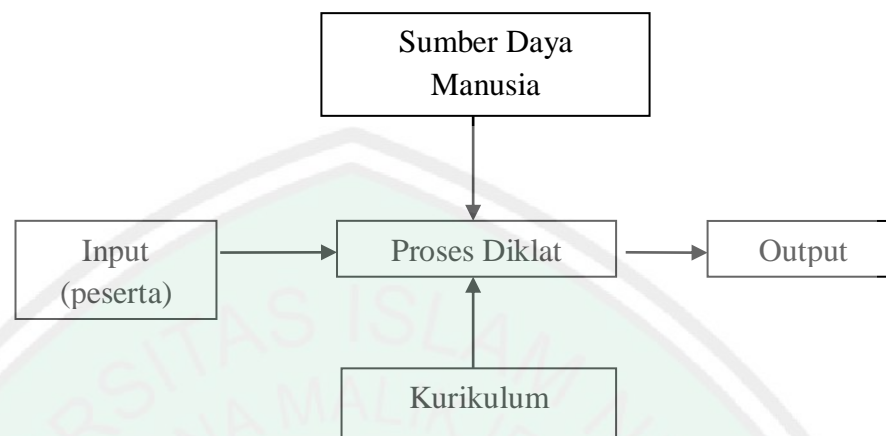 Sumber Daya
Manusia
Input
(peserta)
Proses Diklat
Output
Kurikulum